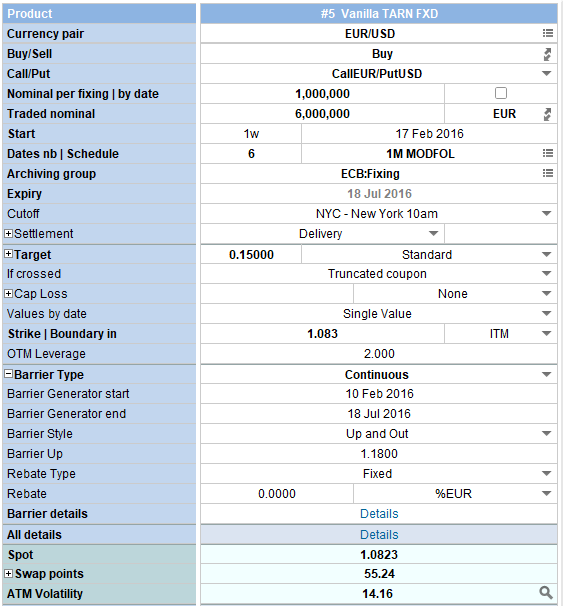 Product #5 Vanilla TARN FXD
Currency pair EUR/USD
Buy/Sell Buy
Call/Put CallEUR/PutUSD
Nominal per fixing | by date 1,000,000
Traded nominal 6,000,000 EUR
Start 1w 17 Feb 2016
Dates nb | Schedule 6 1M MODFOL
Archiving group ECB:Fixing
Expiry 18 Jul 2016
Cutoff NYC - New York 10am
Settlement Delivery
Target 0.15000 Standard
If crossed Truncated coupon
Cap Loss None
Values by date Single Value
Strike | Boundary in 1.083 ITM
OTM Leverage 2.000
Barrier Type Continuous
Barrier Generator start 10 Feb 2016
Barrier Generator end 18 Jul 2016
Barrier Style Up and Out
Barrier Up 1.1800
Rebate Type Fixed
Rebate 0.0000 %EUR
Barrier details Details
All details Details
Spot 1.0823
Swap points 55.24
ATM Volatility 14.16